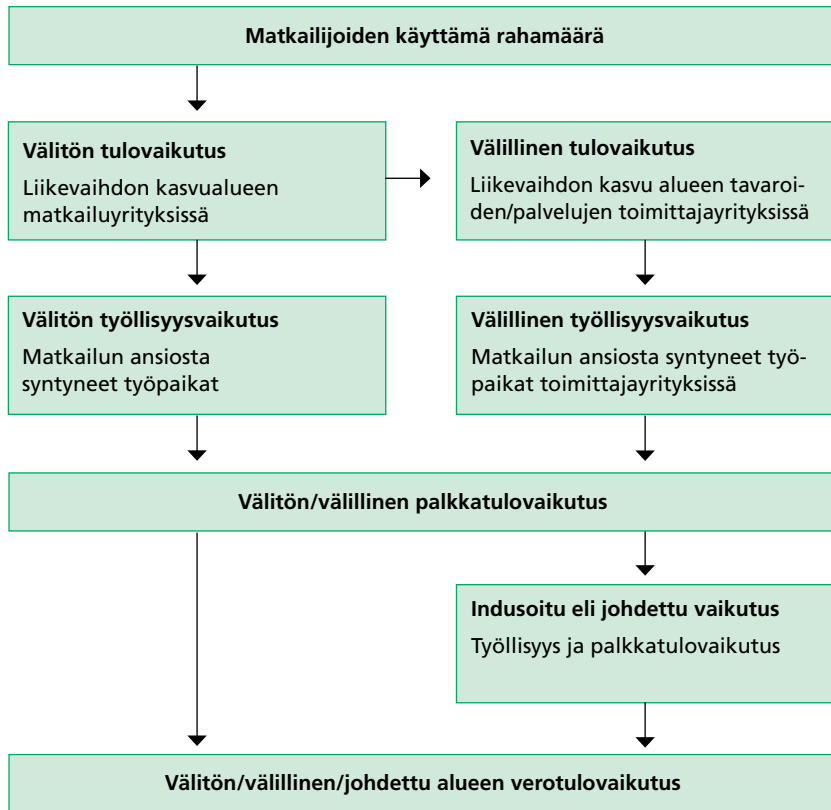 Matkailijoiden käyttämä rahamäärä
Välitön tulovaikutus
Liikevaihdon kasvualueen
matkailuyrityksissä
Välillinen tulovaikutus
Liikevaihdon kasvu alueen tavaroi-
den/palvelujen toimittajayrityksissä
Välitön työllisyysvaikutus
Matkailun ansiosta
syntyneet työpaikat
Välillinen työllisyysvaikutus
Matkailun ansiosta syntyneet työ-
paikat toimittajayrityksissä
Välitön/välillinen palkkatulovaikutus
Indusoitu eli johdettu vaikutus
Työllisyys ja palkkatulovaikutus
Välitön/välillinen/johdettu alueen verotulovaikutus